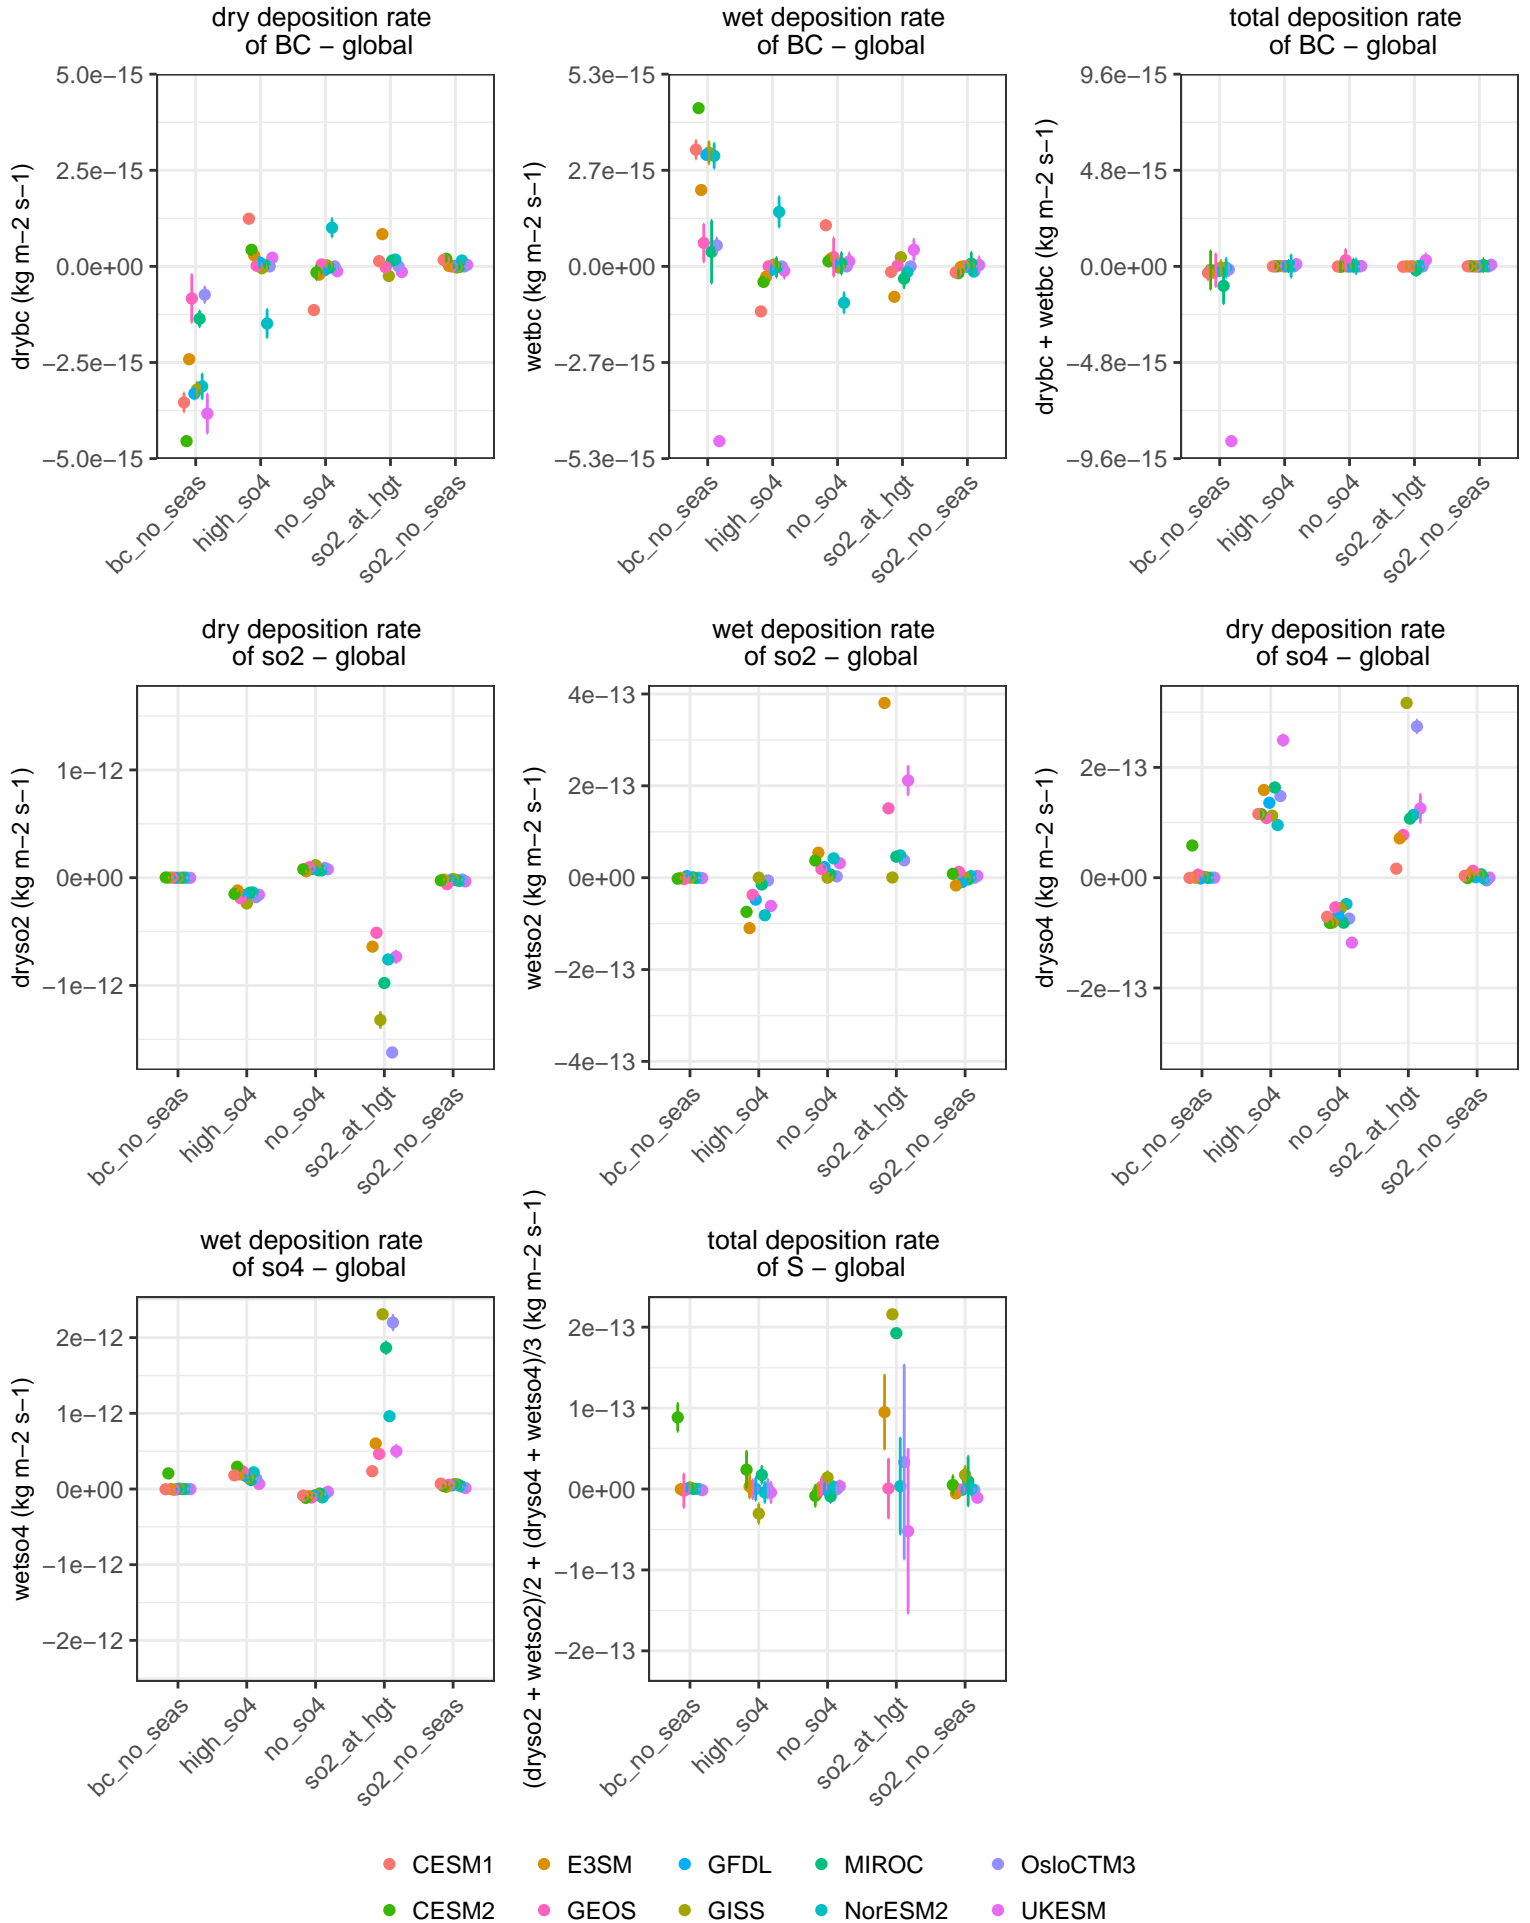 dry deposition rate
of BC − global
drybc (kg m−2 s−1)
5.0e−15
2.5e−15
0.0e+00
−2.5e−15
−5.0e−15
bc_no_seas
high_so4
no_so4
so2_at_hgt
so2_no_seas
wet deposition rate
of BC − global
wetbc (kg m−2 s−1)
5.3e−15
2.7e−15
0.0e+00
−2.7e−15
−5.3e−15
bc_no_seas
high_so4
no_so4
so2_at_hgt
so2_no_seas
total deposition rate
of BC − global
drybc + wetbc (kg m−2 s−1)
9.6e−15
4.8e−15
0.0e+00
−4.8e−15
−9.6e−15
bc_no_seas
high_so4
no_so4
so2_at_hgt
so2_no_seas
dry deposition rate
of so2 − global
dryso2 (kg m−2 s−1)
1e−12
0e+00
−1e−12
bc_no_seas
high_so4
no_so4
so2_at_hgt
so2_no_seas
wet deposition rate
of so2 − global
wetso2 (kg m−2 s−1)
4e−13
2e−13
0e+00
−2e−13
−4e−13
bc_no_seas
high_so4
no_so4
so2_at_hgt
so2_no_seas
dry deposition rate
of so4 − global
dryso4 (kg m−2 s−1)
2e−13
0e+00
−2e−13
bc_no_seas
high_so4
no_so4
so2_at_hgt
so2_no_seas
wet deposition rate
of so4 − global
wetso4 (kg m−2 s−1)
2e−12
1e−12
0e+00
−1e−12
−2e−12
bc_no_seas
high_so4
no_so4
so2_at_hgt
so2_no_seas
total deposition rate
of S − global
(dryso2 + wetso2)/2 + (dryso4 + wetso4)/3 (kg m−2 s−1)
2e−13
1e−13
0e+00
−1e−13
−2e−13
bc_no_seas
high_so4
no_so4
so2_at_hgt
so2_no_seas
CESM1 E3SM GFDL MIROC OsloCTM3
CESM2 GEOS GISS NorESM2 UKESM